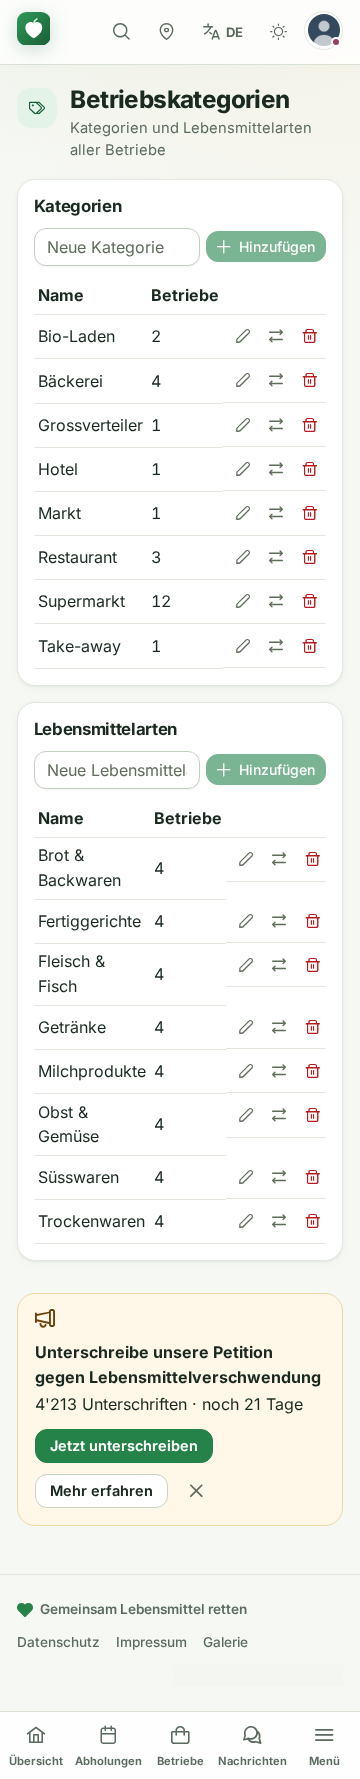 DE
Betriebskategorien
Kategorien und Lebensmittelarten
aller Betriebe
Kategorien
Neue Kategorie
Hinzufügen
Name Betriebe
Bio-Laden 2
Bäckerei 4
Grossverteiler 1
Hotel 1
Markt 1
Restaurant 3
Supermarkt 12
Take-away 1
Lebensmittelarten
Neue Lebensmittel
Hinzufügen
Name Betriebe
Brot &
Backwaren 4
Fertiggerichte 4
Fleisch &
Fisch 4
Getränke 4
Milchprodukte 4
Obst &
Gemüse 4
Süsswaren 4
Trockenwaren 4
Unterschreibe unsere Petition
gegen Lebensmittelverschwendung
4'213 Unterschriften · noch 21 Tage
Jetzt unterschreiben
Mehr erfahren
Gemeinsam Lebensmittel retten
Datenschutz Impressum Galerie
Übersicht Abholungen Betriebe Nachrichten Menü